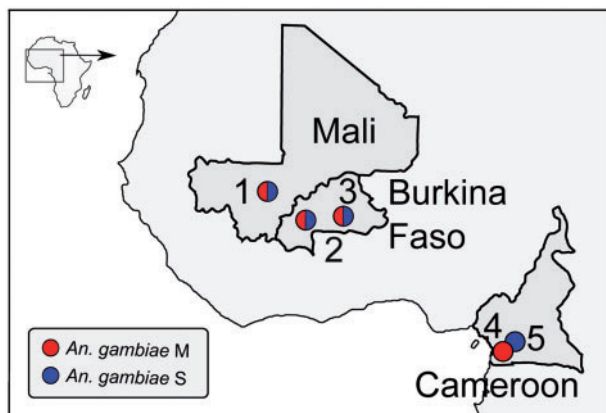 Mali
1
3
Burkina
Faso
2
4
5
Cameroon
An. gambiae M
An. gambiae S